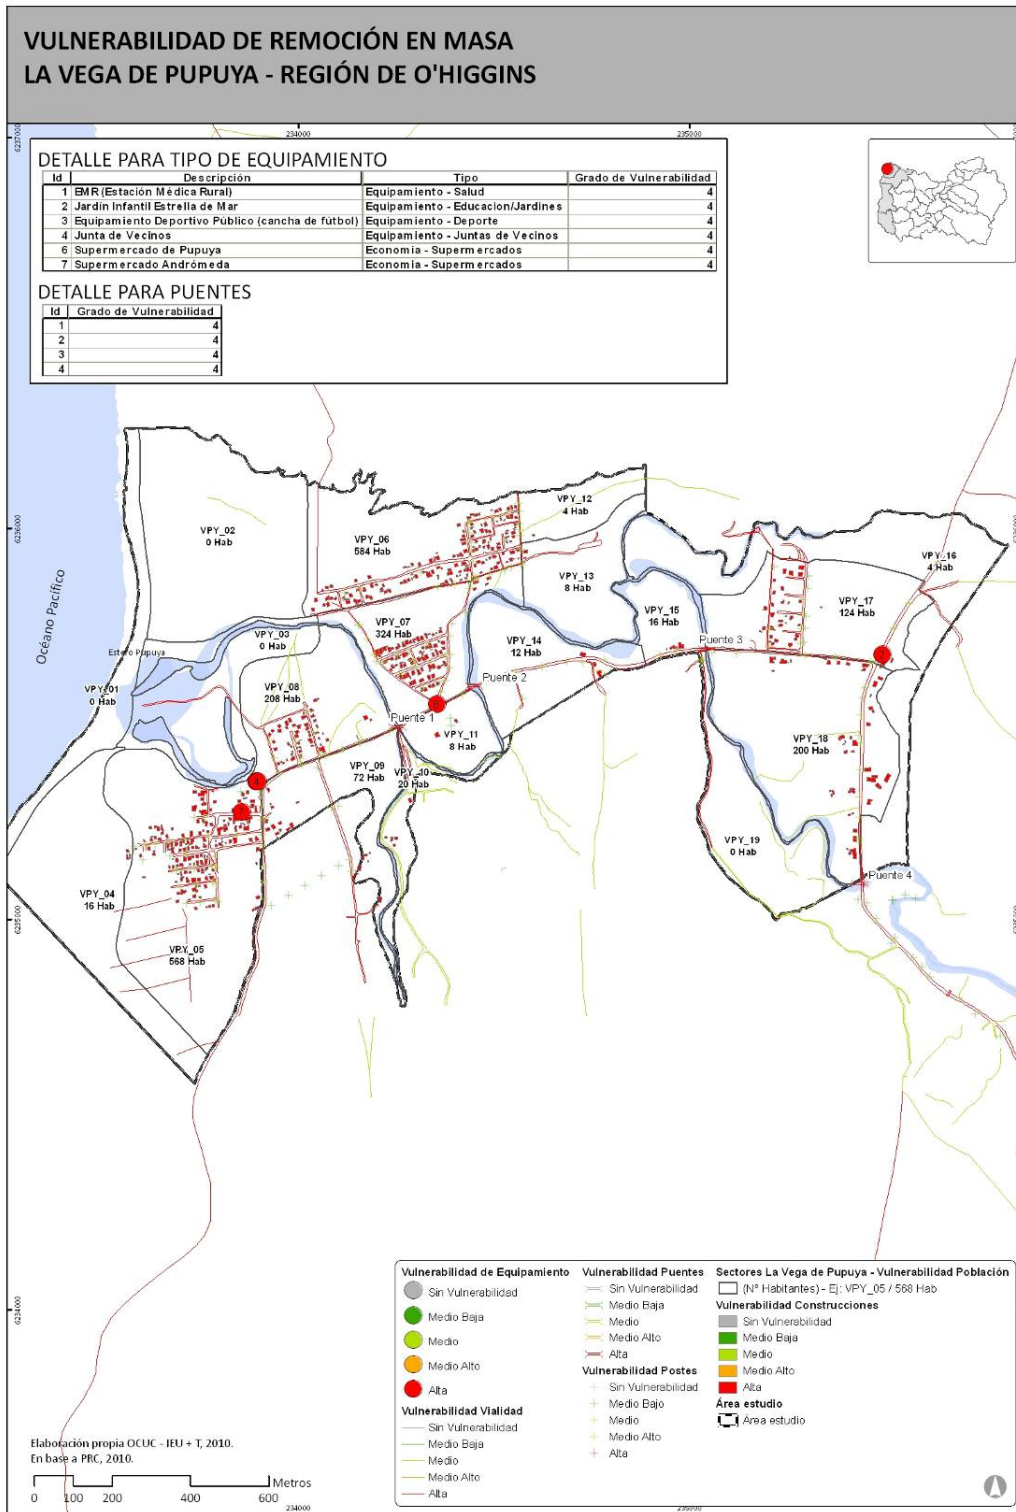 VULNERABILIDAD DE REMOCIÓN EN MASA
LA VEGA DE PUPUYA - REGIÓN DE O'HIGGINS
234000
235000
6237000
DETALLE PARA TIPO DE EQUIPAMIENTO
Id Descripción Tipo Grado de Vulnerabilidad
1 EMR (Estación Médica Rural) Equipamiento - Salud 4
2 Jardín Infantil Estrella de Mar Equipamiento - Educacion/Jardines 4
3 Equipamiento Deportivo Público (cancha de fútbol) Equipamiento - Deporte 4
4 Junta de Vecinos Equipamiento - Juntas de Vecinos 4
6 Supermercado de Pupuya Economia - Supermercados 4
7 Supermercado Andrómeda Economia - Supermercados 4
DETALLE PARA PUENTES
Id Grado de Vulnerabilidad
1 4
2 4
3 4
4 4
6236000
VPY_12
4 Hab
VPY_02
0 Hab
VPY_06
584 Hab
VPY_16
4 Hab
VPY_13
8 Hab
VPY_17
124 Hab
Océano Pacífico
VPY_15
16 Hab
VPY_07
324 Hab
VPY_03
0 Hab
VPY_14
12 Hab
Puente 3
Estero Pupuya
Puente 2
VPY_01
0 Hab
VPY_08
208 Hab
Puente 1
VPY_11
8 Hab
VPY_18
200 Hab
VPY_09
72 Hab
VPY_10
20 Hab
4
VPY_19
0 Hab
Puente 4
VPY_04
16 Hab
6235000
VPY_05
568 Hab
6234000
Vulnerabilidad de Equipamiento
Sin Vulnerabilidad
Medio Baja
Medio
Medio Alto
Alta
Vulnerabilidad Vialidad
Sin Vulnerabilidad
Medio Baja
Medio
Medio Alto
Alta
Vulnerabilidad Puentes
Sin Vulnerabilidad
Medio Baja
Medio
Medio Alto
Alta
Vulnerabilidad Postes
Sin Vulnerabilidad
Medio Bajo
Medio
Medio Alto
Alta
Sectores La Vega de Pupuya - Vulnerabilidad Población
(Nº Habitantes) - Ej: VPY_05 / 568 Hab
Vulnerabilidad Construcciones
Sin Vulnerabilidad
Medio Baja
Medio
Medio Alto
Alta
Área estudio
Área estudio
Elaboración propia OCUC - IEU + T, 2010.
En base a PRC, 2010.
Metros
0 100 200 400 600
234000
235000